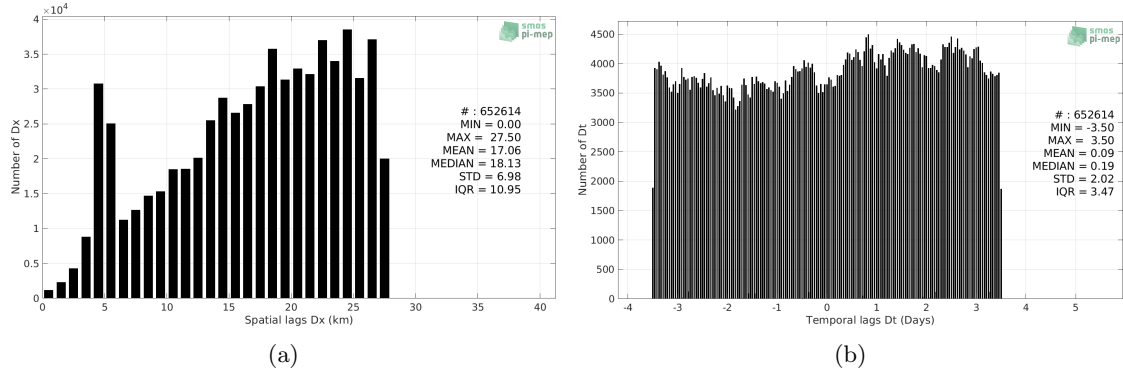 ×10⁴
4
3.5
3
2.5
2
1.5
1
0.5
0
Number of Dx
0 5 10 15 20 25 30 35 40
Spatial lags Dx (km)
smos
pi-mep
# : 652614
MIN = 0.00
MAX = 27.50
MEAN = 17.06
MEDIAN = 18.13
STD = 6.98
IQR = 10.95
(a)
4500
4000
3500
3000
2500
2000
1500
1000
500
0
Number of Dt
-4 -3 -2 -1 0 1 2 3 4 5
Temporal lags Dt (Days)
smos
pi-mep
# : 652614
MIN = -3.50
MAX = 3.50
MEAN = 0.09
MEDIAN = 0.19
STD = 2.02
IQR = 3.47
(b)